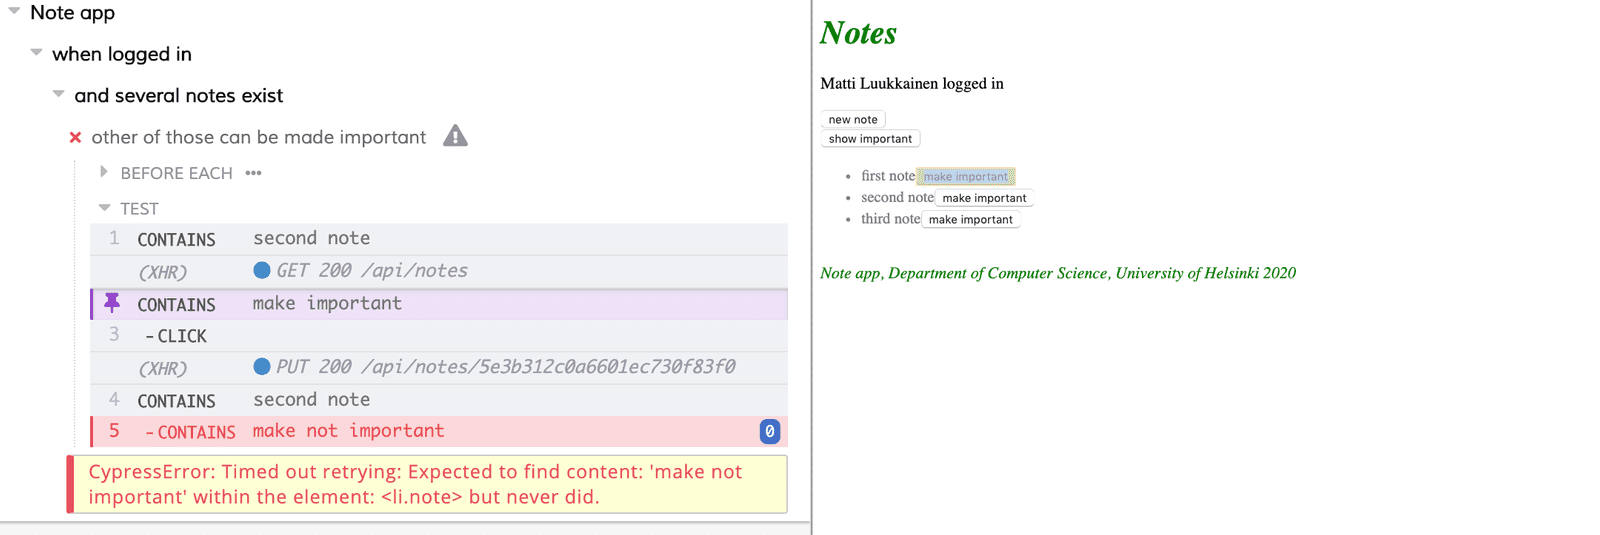 Note app
when logged in
and several notes exist
other of those can be made important
BEFORE EACH •••
TEST
1 CONTAINS second note
(XHR) GET 200 /api/notes
CONTAINS make important
3 -CLICK
(XHR) PUT 200 /api/notes/5e3b312c0a6601ec730f83f0
4 CONTAINS second note
5 -CONTAINS make not important 0
CypressError: Timed out retrying: Expected to find content: 'make not
important' within the element: <li.note> but never did.
Notes
Matti Luukkainen logged in
new note
show important
• first note make important
• second note make important
• third note make important
Note app, Department of Computer Science, University of Helsinki 2020